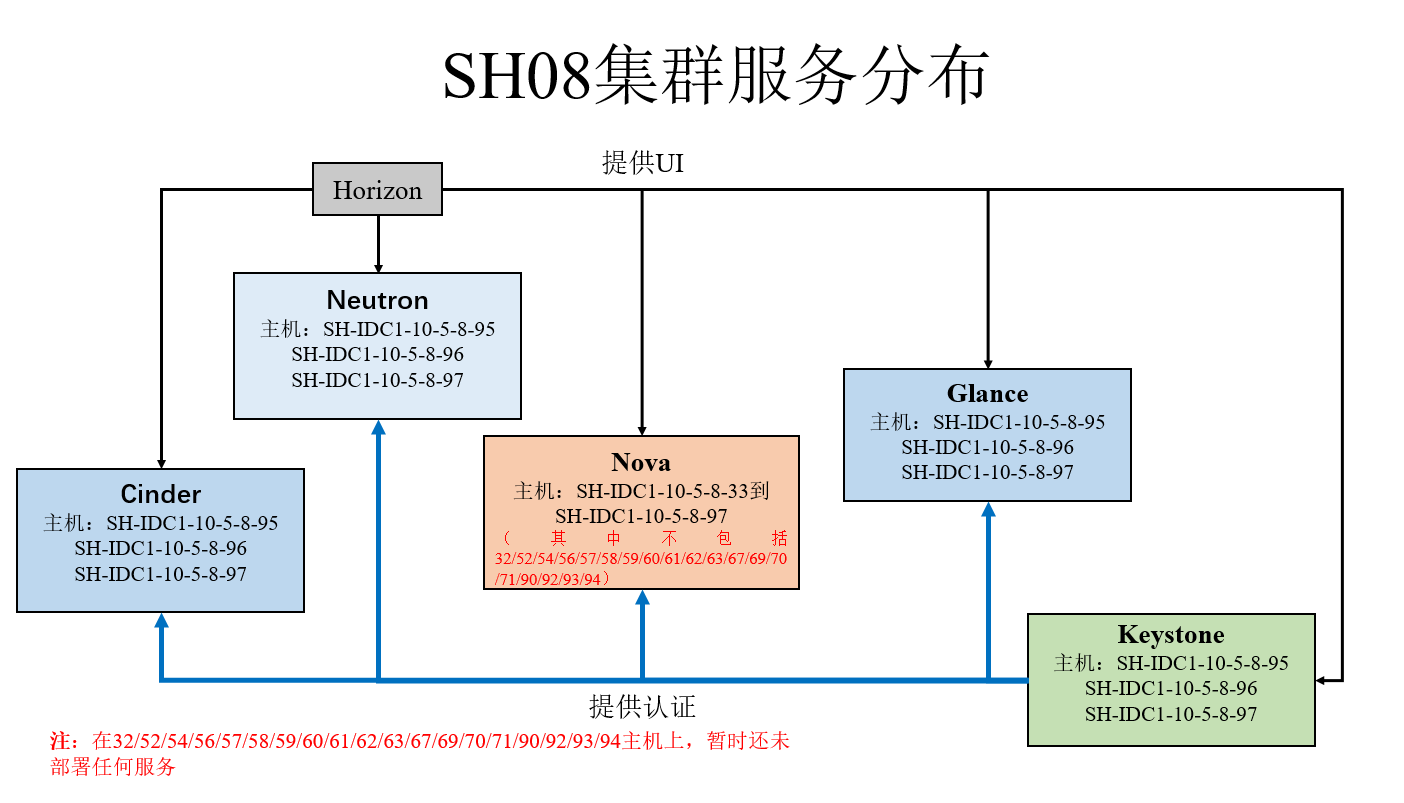 SH08集群服务分布
提供UI
Horizon
Neutron
主机：SH-IDC1-10-5-8-95
SH-IDC1-10-5-8-96
SH-IDC1-10-5-8-97
Glance
主机：SH-IDC1-10-5-8-95
SH-IDC1-10-5-8-96
SH-IDC1-10-5-8-97
Nova
主机：SH-IDC1-10-5-8-33到
SH-IDC1-10-5-8-97
（其中不包括
32/52/54/56/57/58/59/60/61/62/63/67/69/70
/71/90/92/93/94）
Cinder
主机：SH-IDC1-10-5-8-95
SH-IDC1-10-5-8-96
SH-IDC1-10-5-8-97
Keystone
主机：SH-IDC1-10-5-8-95
SH-IDC1-10-5-8-96
SH-IDC1-10-5-8-97
提供认证
注：在32/52/54/56/57/58/59/60/61/62/63/67/69/70/71/90/92/93/94主机上，暂时还未
部署任何服务